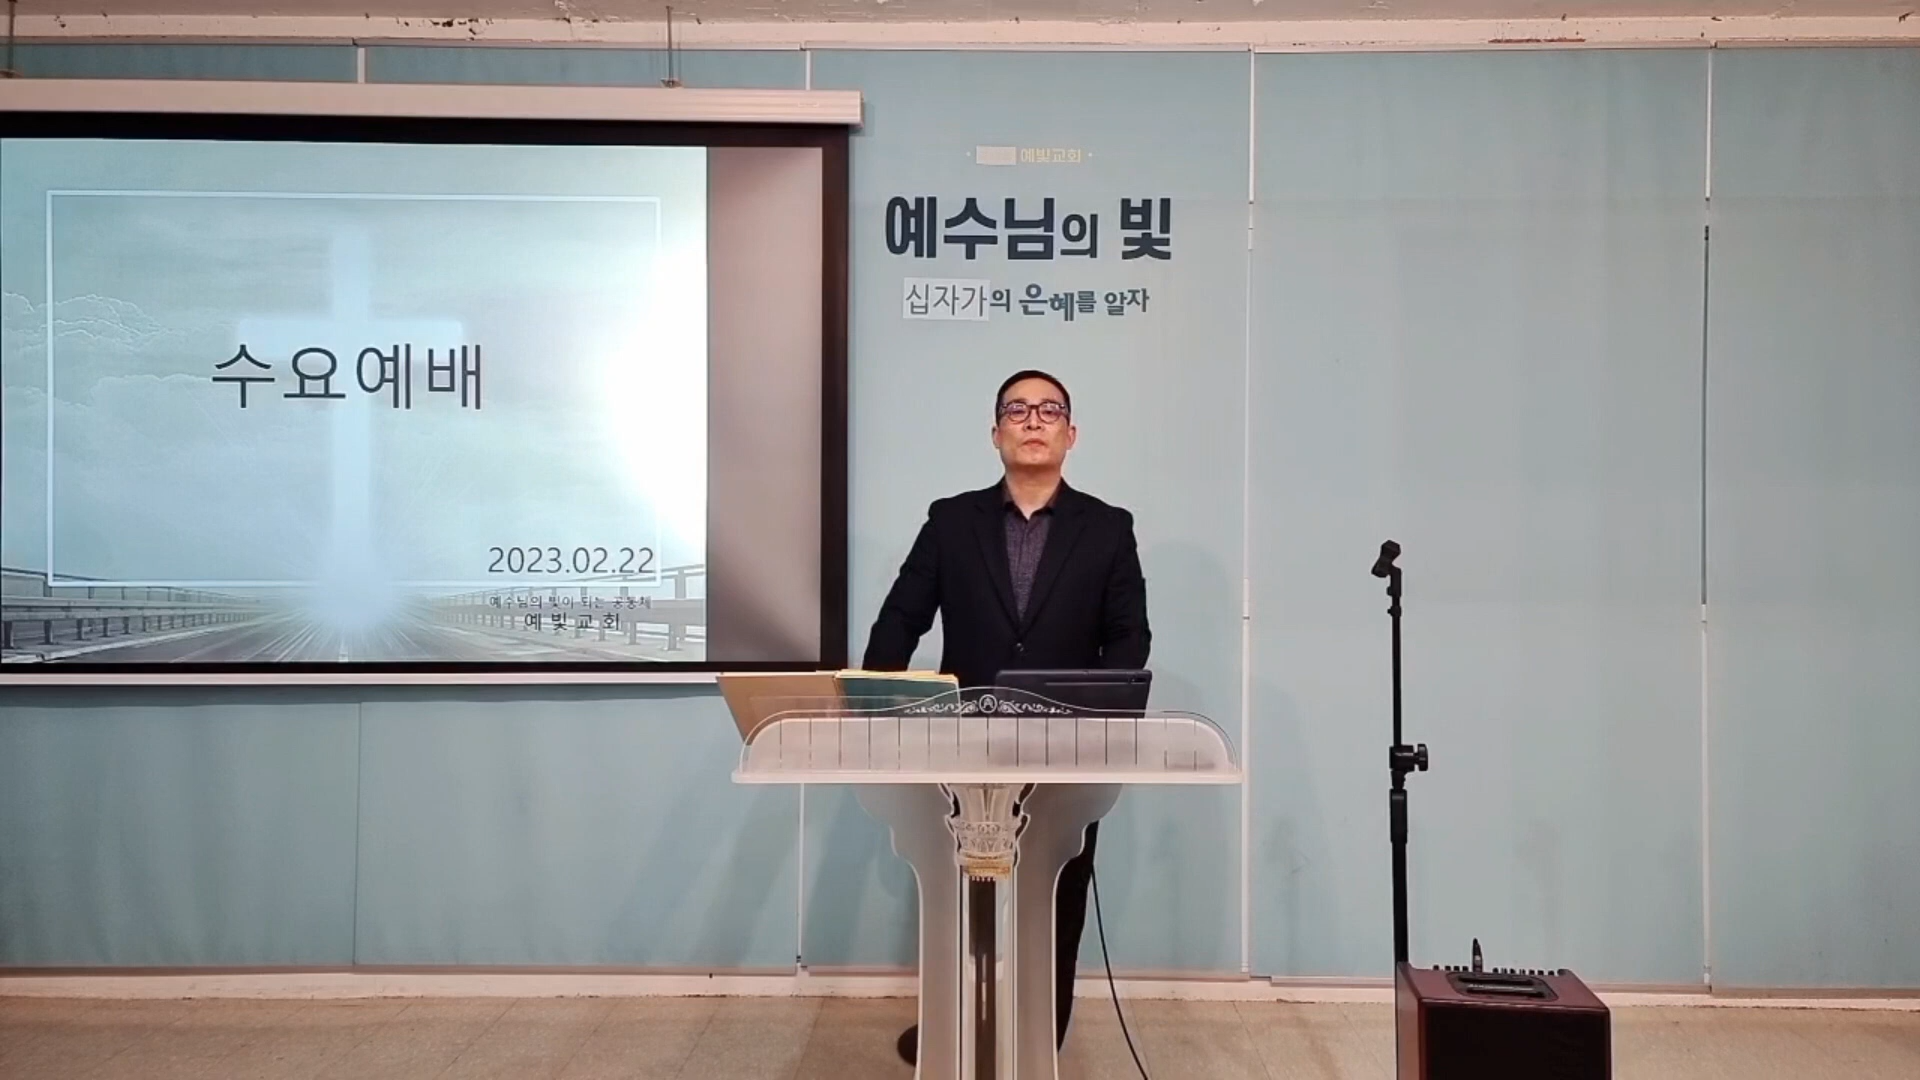 수요예배
2023.02.22
예수님의 빛이 되는 공동체
예빛교회
예빛교회
예수님의 빛
십자가의 은혜를 알자